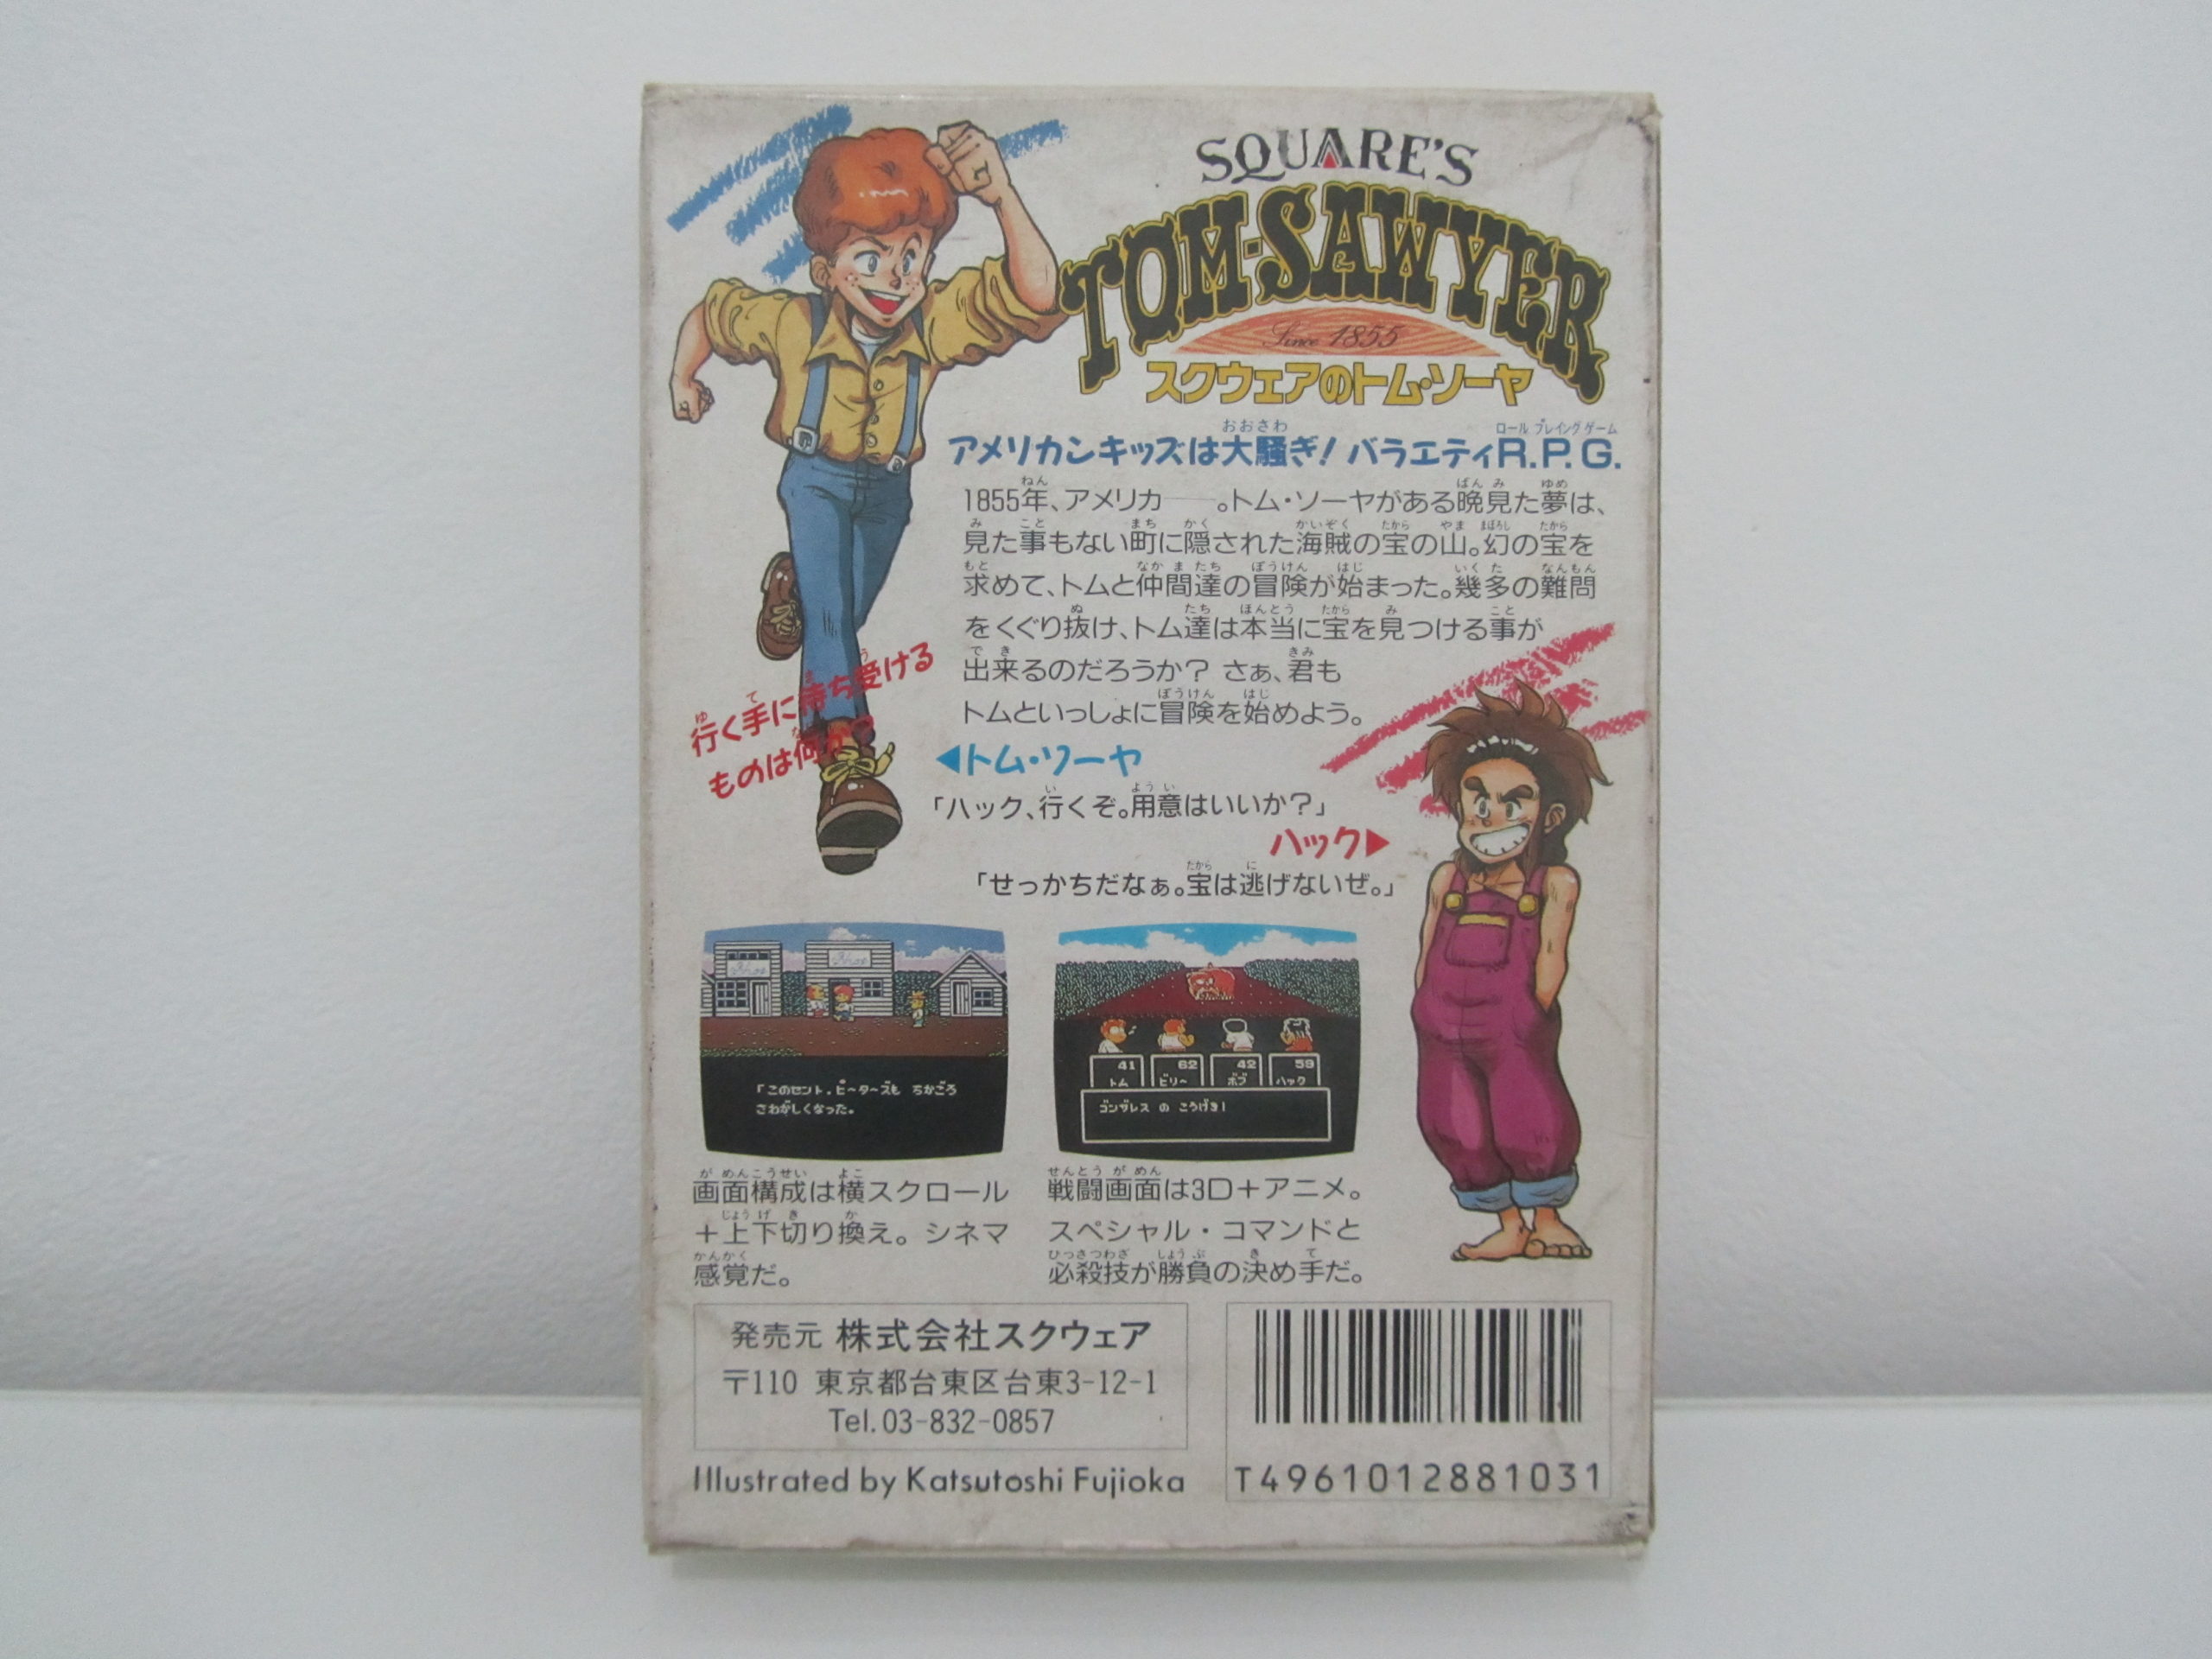 SQUARE'S
TOM·SAWYER
Since 1855
スクウェアのトム・ソーヤ
アメリカンキッズは大騒ぎ! バラエティR.P.G.
1855年、アメリカ──。トム・ソーヤがある晩見た夢は、
見た事もない町に隠された海賊の宝の山。幻の宝を
求めて、トムと仲間達の冒険が始まった。幾多の難問
をくぐり抜け、トム達は本当に宝を見つける事が
出来るのだろうか? さぁ、君も
トムといっしょに冒険を始めよう。
行く手に待ち受ける
ものは何か?
◀トム・ソーヤ
「ハック、行くぞ。用意はいいか?」
ハック▶
「せっかちだなぁ。宝は逃げないぜ。」
「このセント.ピーターズも ちかごろ
さわがしくなった。
41 62 42 59
トム ビリー ボブ ハック
ゴンザレス の こうげき!
画面構成は横スクロール
+上下切り換え。シネマ
感覚だ。
戦闘画面は3D+アニメ。
スペシャル・コマンドと
必殺技が勝負の決め手だ。
発売元 株式会社スクウェア
〒110 東京都台東区台東3-12-1
Tel.03-832-0857
Illustrated by Katsutoshi Fujioka
T4961012881031